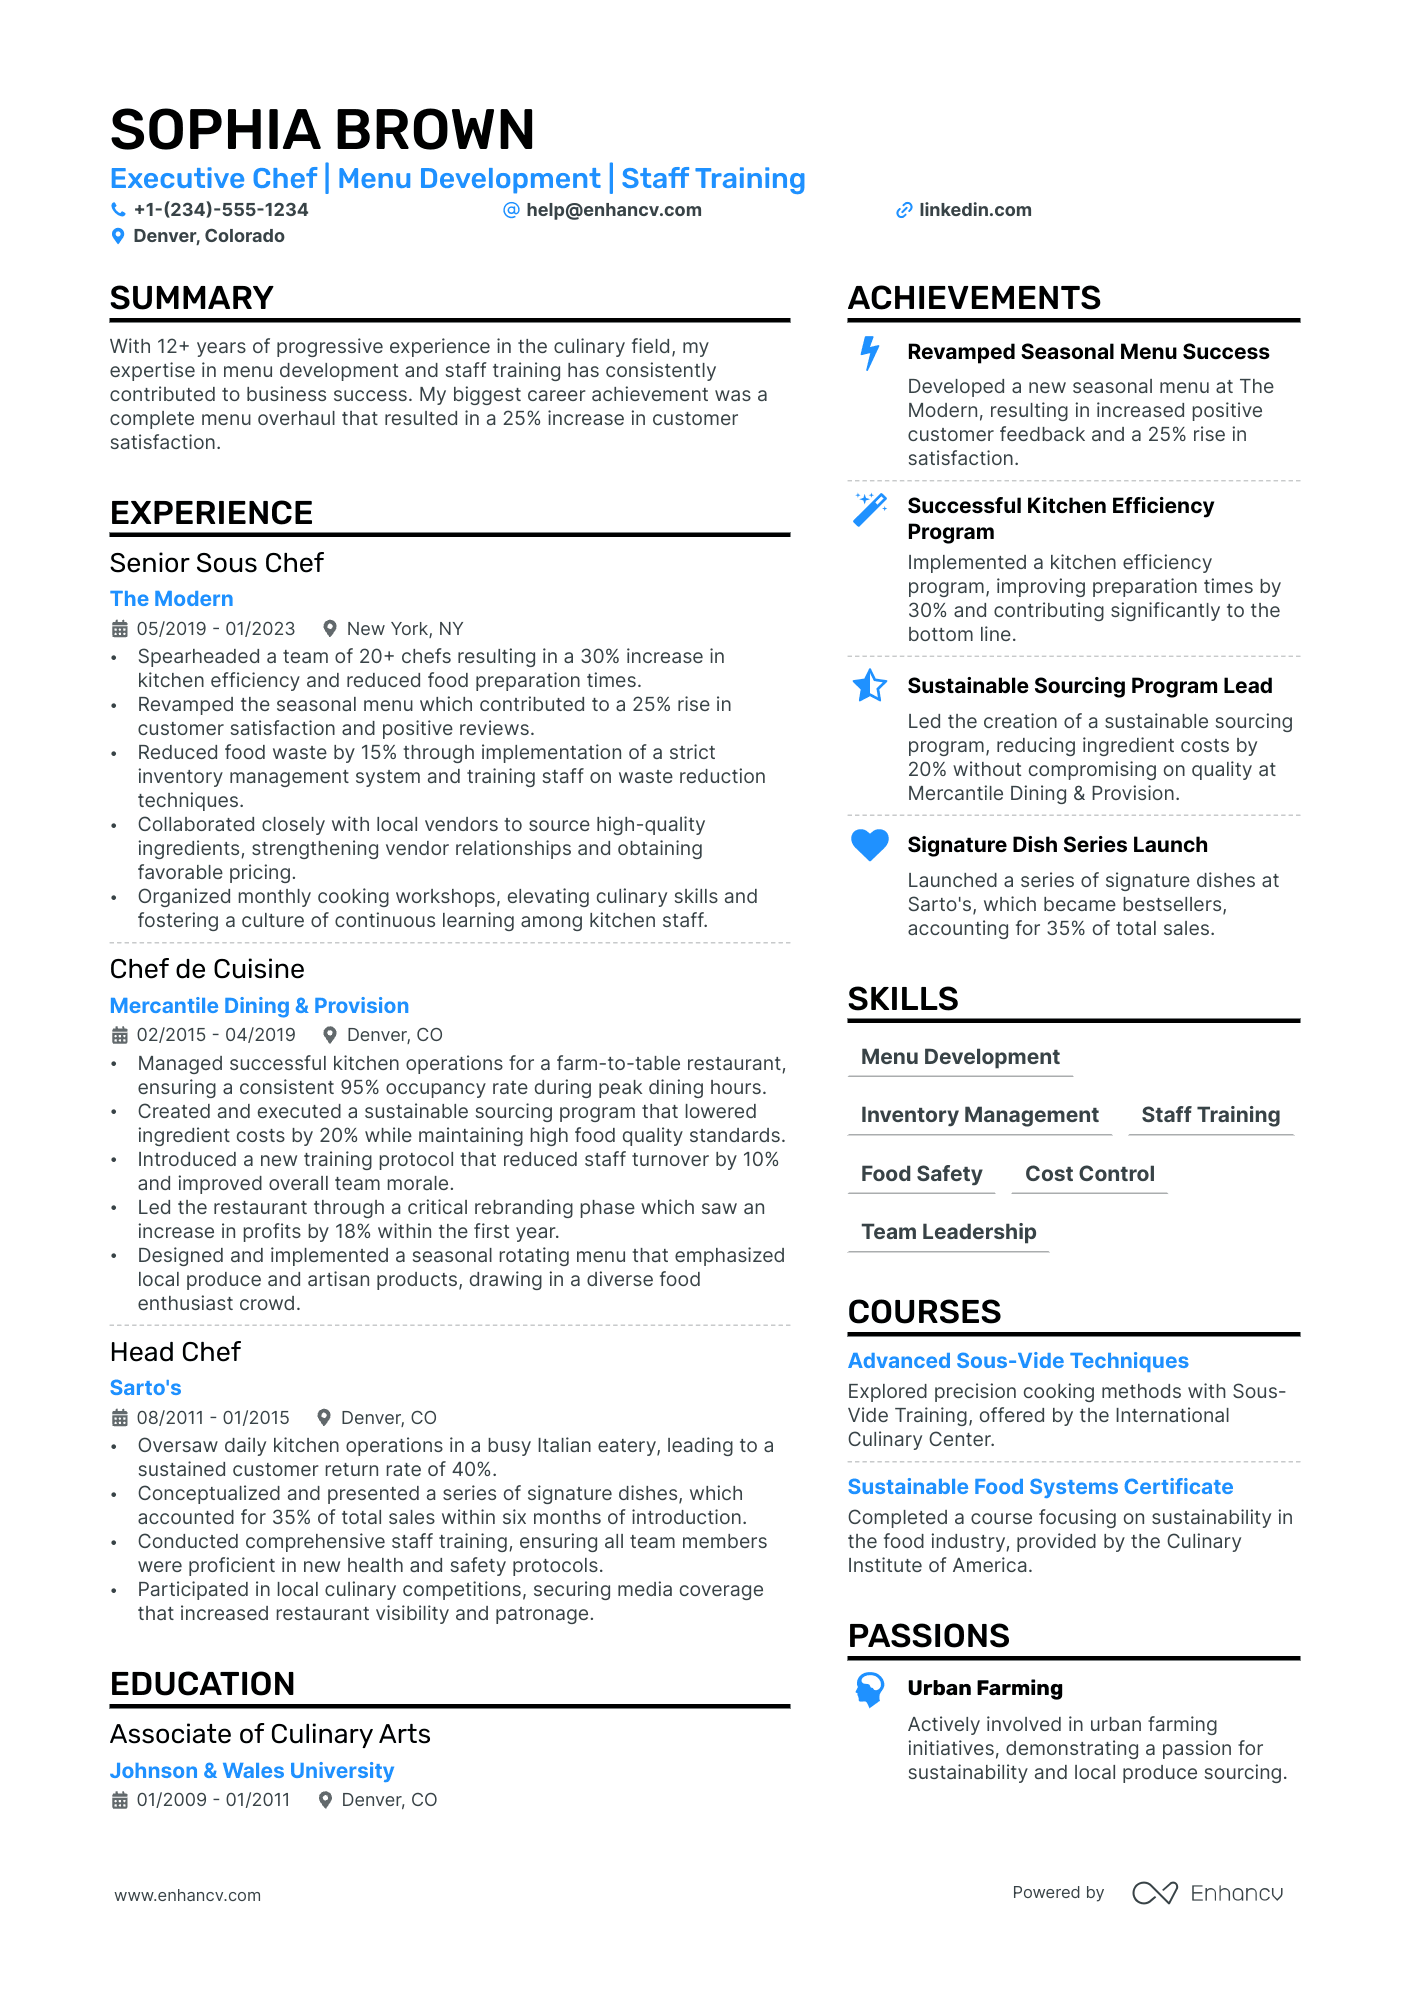 SOPHIA BROWN
Executive Chef | Menu Development | Staff Training
+1-(234)-555-1234
help@enhancv.com
linkedin.com
Denver, Colorado
SUMMARY
With 12+ years of progressive experience in the culinary field, my
expertise in menu development and staff training has consistently
contributed to business success. My biggest career achievement was a
complete menu overhaul that resulted in a 25% increase in customer
satisfaction.
EXPERIENCE
Senior Sous Chef
The Modern
05/2019 - 01/2023 New York, NY
• Spearheaded a team of 20+ chefs resulting in a 30% increase in
kitchen efficiency and reduced food preparation times.
• Revamped the seasonal menu which contributed to a 25% rise in
customer satisfaction and positive reviews.
• Reduced food waste by 15% through implementation of a strict
inventory management system and training staff on waste reduction
techniques.
• Collaborated closely with local vendors to source high-quality
ingredients, strengthening vendor relationships and obtaining
favorable pricing.
• Organized monthly cooking workshops, elevating culinary skills and
fostering a culture of continuous learning among kitchen staff.
Chef de Cuisine
Mercantile Dining & Provision
02/2015 - 04/2019 Denver, CO
• Managed successful kitchen operations for a farm-to-table restaurant,
ensuring a consistent 95% occupancy rate during peak dining hours.
• Created and executed a sustainable sourcing program that lowered
ingredient costs by 20% while maintaining high food quality standards.
• Introduced a new training protocol that reduced staff turnover by 10%
and improved overall team morale.
• Led the restaurant through a critical rebranding phase which saw an
increase in profits by 18% within the first year.
• Designed and implemented a seasonal rotating menu that emphasized
local produce and artisan products, drawing in a diverse food
enthusiast crowd.
Head Chef
Sarto's
08/2011 - 01/2015 Denver, CO
• Oversaw daily kitchen operations in a busy Italian eatery, leading to a
sustained customer return rate of 40%.
• Conceptualized and presented a series of signature dishes, which
accounted for 35% of total sales within six months of introduction.
• Conducted comprehensive staff training, ensuring all team members
were proficient in new health and safety protocols.
• Participated in local culinary competitions, securing media coverage
that increased restaurant visibility and patronage.
EDUCATION
Associate of Culinary Arts
Johnson & Wales University
01/2009 - 01/2011 Denver, CO
ACHIEVEMENTS
Revamped Seasonal Menu Success
Developed a new seasonal menu at The
Modern, resulting in increased positive
customer feedback and a 25% rise in
satisfaction.
Successful Kitchen Efficiency
Program
Implemented a kitchen efficiency
program, improving preparation times by
30% and contributing significantly to the
bottom line.
Sustainable Sourcing Program Lead
Led the creation of a sustainable sourcing
program, reducing ingredient costs by
20% without compromising on quality at
Mercantile Dining & Provision.
Signature Dish Series Launch
Launched a series of signature dishes at
Sarto's, which became bestsellers,
accounting for 35% of total sales.
SKILLS
Menu Development
Inventory Management Staff Training
Food Safety Cost Control
Team Leadership
COURSES
Advanced Sous-Vide Techniques
Explored precision cooking methods with Sous-
Vide Training, offered by the International
Culinary Center.
Sustainable Food Systems Certificate
Completed a course focusing on sustainability in
the food industry, provided by the Culinary
Institute of America.
PASSIONS
Urban Farming
Actively involved in urban farming
initiatives, demonstrating a passion for
sustainability and local produce sourcing.
www.enhancv.com
Powered by Enhancv